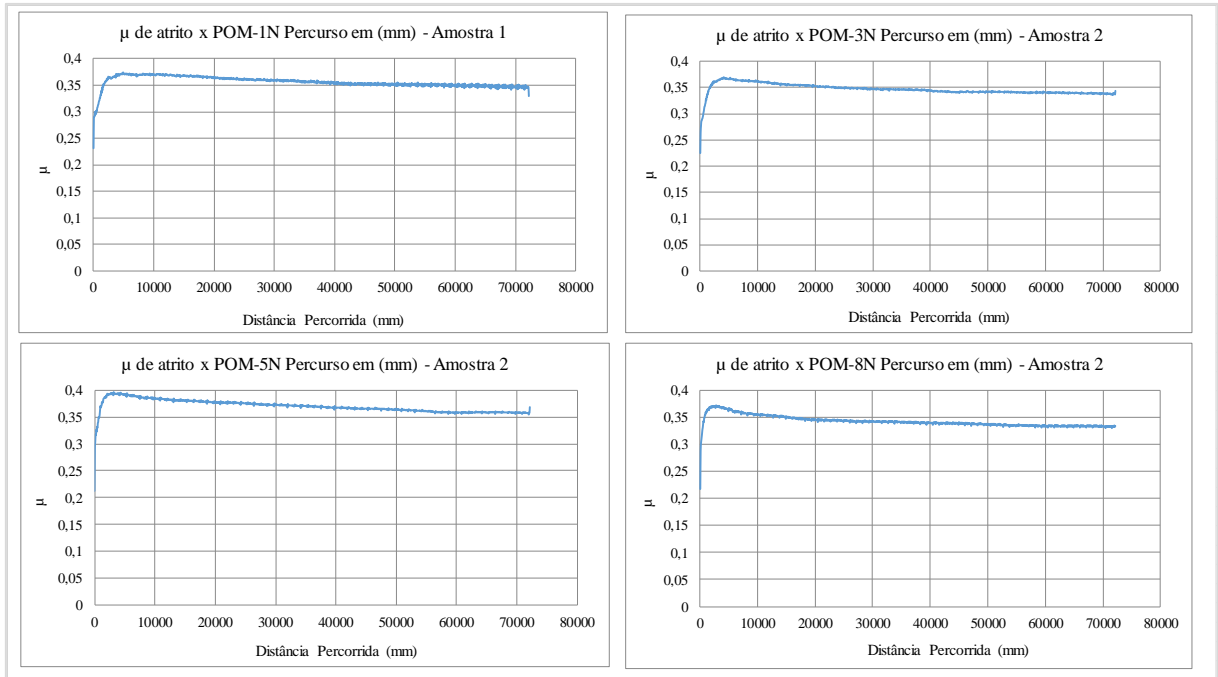 µ de atrito x POM-1N Percurso em (mm) - Amostra 1
0,4
0,35
0,3
0,25
0,2
0,15
0,1
0,05
0
µ
0 10000 20000 30000 40000 50000 60000 70000 80000
Distância Percorrida (mm)
µ de atrito x POM-3N Percurso em (mm) - Amostra 2
0,4
0,35
0,3
0,25
0,2
0,15
0,1
0,05
0
µ
0 10000 20000 30000 40000 50000 60000 70000 80000
Distância Percorrida (mm)
µ de atrito x POM-5N Percurso em (mm) - Amostra 2
0,4
0,35
0,3
0,25
0,2
0,15
0,1
0,05
0
µ
0 10000 20000 30000 40000 50000 60000 70000 80000
Distância Percorrida (mm)
µ de atrito x POM-8N Percurso em (mm) - Amostra 2
0,4
0,35
0,3
0,25
0,2
0,15
0,1
0,05
0
µ
0 10000 20000 30000 40000 50000 60000 70000 80000
Distância Percorrida (mm)